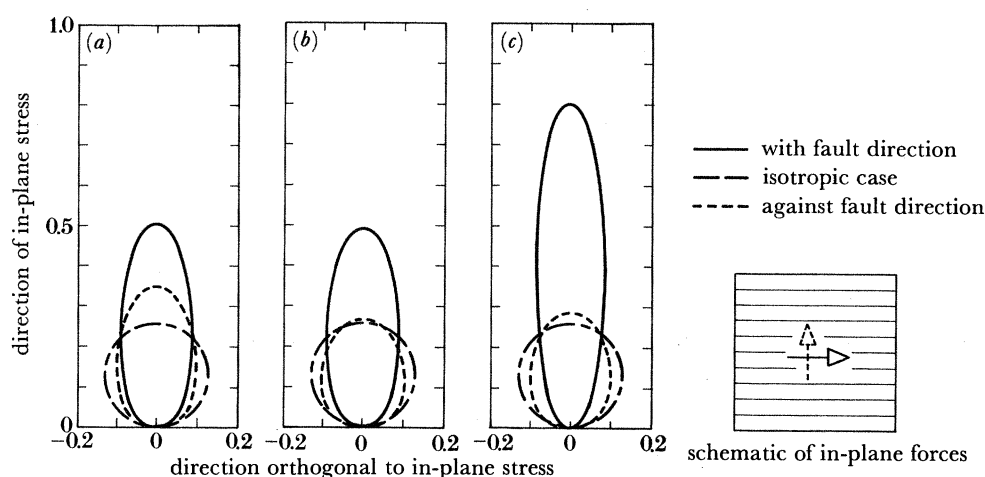 1.0
(a)
(b)
(c)
direction of in-plane stress
0.5
0
−0.2
0
0.2
−0.2
0
0.2
−0.2
0
0.2
direction orthogonal to in-plane stress
with fault direction
isotropic case
against fault direction
schematic of in-plane forces